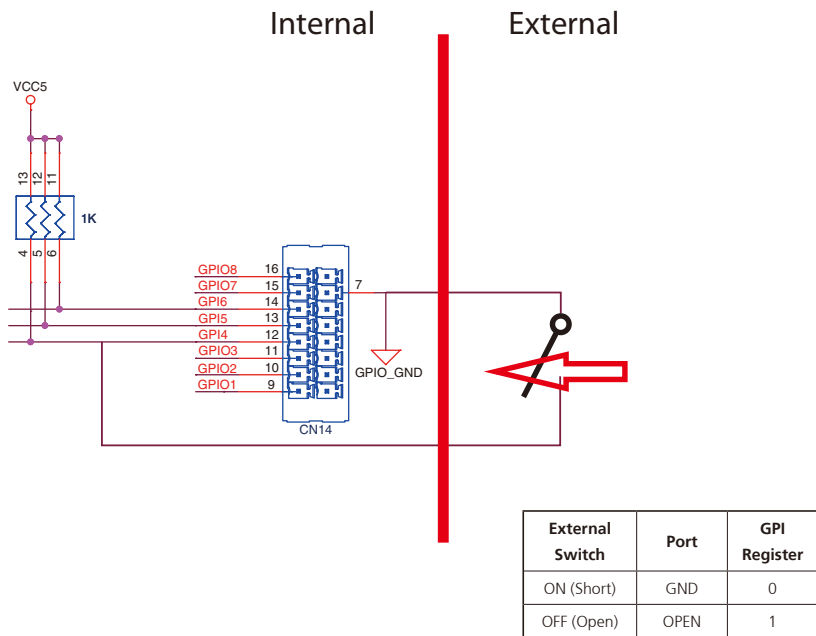 Internal
External
VCC5
13
12
11
1K
4
5
6
GPIO8 16
GPIO7 15
GPI6 14
GPI5 13
GPI4 12
GPIO3 11
GPIO2 10
GPIO1 9
7
GPIO_GND
CN14
External Switch
Port
GPI Register
ON (Short) GND 0
OFF (Open) OPEN 1